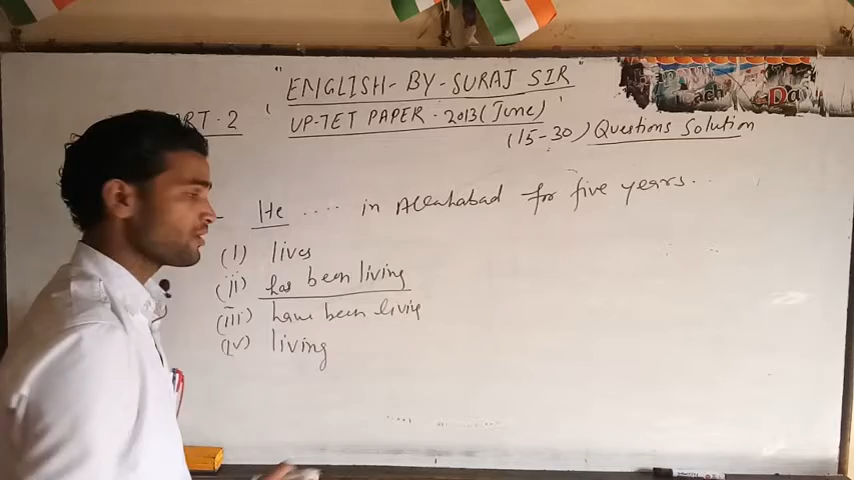 "ENGLISH-BY-SURAJ SIR"
RT-2
'UP-TET PAPER-2013(June)'
(15-30) Questions Solution
He .... in Allahabad for five years...
(i) lives
(ii) has been living
(iii) have been living
(iv) living